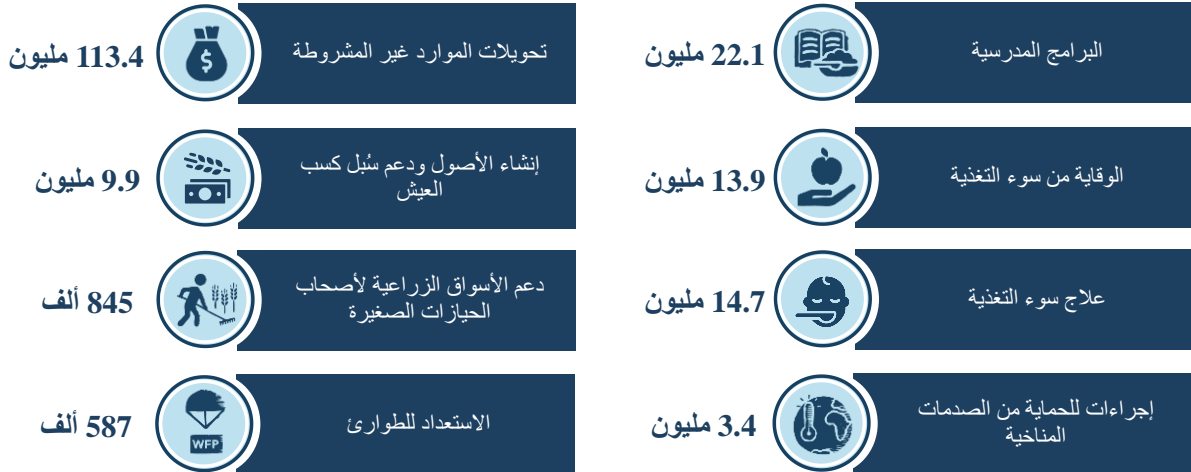 البرامج المدرسية
22.1 مليون
تحويلات الموارد غير المشروطة
113.4 مليون
الوقاية من سوء التغذية
13.9 مليون
إنشاء الأصول ودعم سُبل كسب
العيش
9.9 مليون
علاج سوء التغذية
14.7 مليون
دعم الأسواق الزراعية لأصحاب
الحيازات الصغيرة
845 ألف
إجراءات للحماية من الصدمات
المناخية
3.4 مليون
الاستعداد للطوارئ
WFP
587 ألف